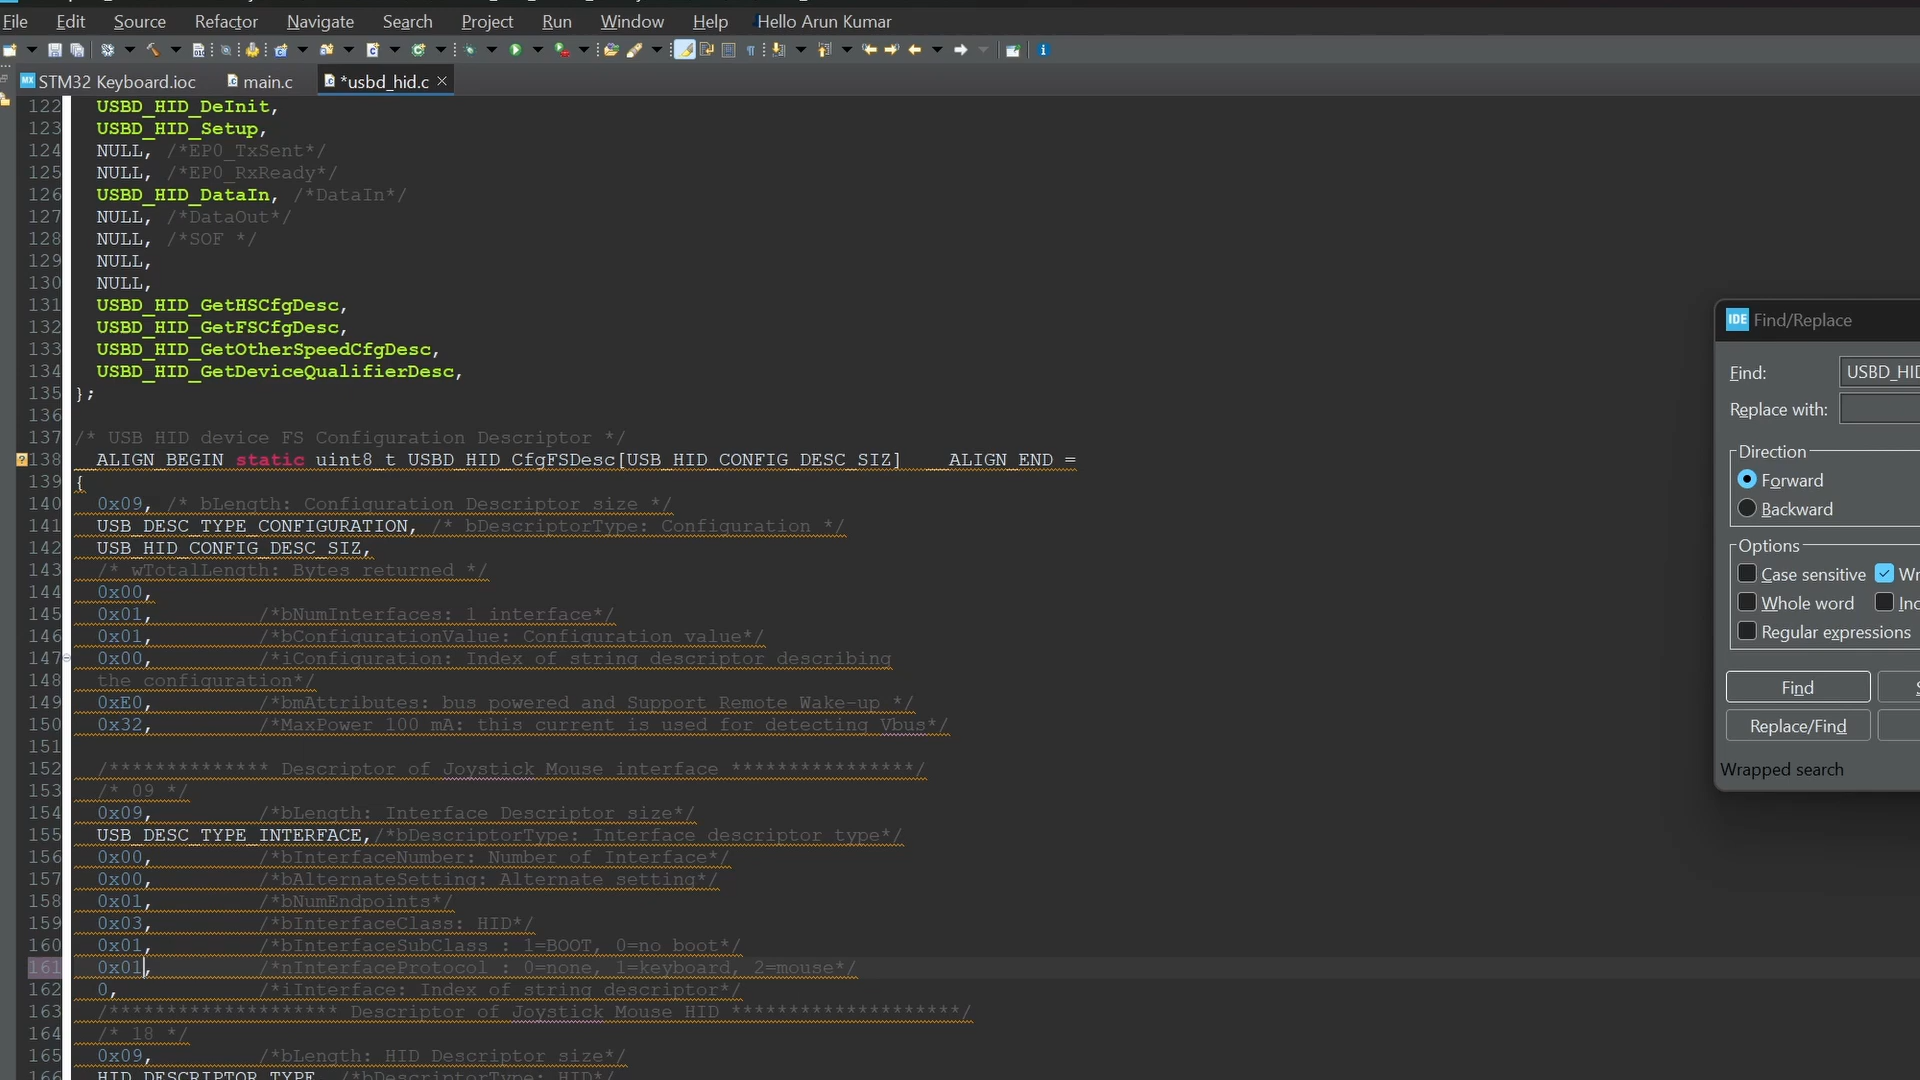 File Edit Source Refactor Navigate Search Project Run Window Help Hello Arun Kumar
STM32 Keyboard.ioc main.c *usbd_hid.c
122 USBD_HID_DeInit,
123 USBD_HID_Setup,
124 NULL, /*EP0_TxSent*/
125 NULL, /*EP0_RxReady*/
126 USBD_HID_DataIn, /*DataIn*/
127 NULL, /*DataOut*/
128 NULL, /*SOF */
129 NULL,
130 NULL,
131 USBD_HID_GetHSCfgDesc,
132 USBD_HID_GetFSCfgDesc,
133 USBD_HID_GetOtherSpeedCfgDesc,
134 USBD_HID_GetDeviceQualifierDesc,
135 };
136
137 /* USB HID device FS Configuration Descriptor */
138 __ALIGN_BEGIN static uint8_t USBD_HID_CfgFSDesc[USB_HID_CONFIG_DESC_SIZ] __ALIGN_END =
139 {
140 0x09, /* bLength: Configuration Descriptor size */
141 USB_DESC_TYPE_CONFIGURATION, /* bDescriptorType: Configuration */
142 USB_HID_CONFIG_DESC_SIZ,
143 /* wTotalLength: Bytes returned */
144 0x00,
145 0x01, /*bNumInterfaces: 1 interface*/
146 0x01, /*bConfigurationValue: Configuration value*/
147 0x00, /*iConfiguration: Index of string descriptor describing
148 the configuration*/
149 0xE0, /*bmAttributes: bus powered and Support Remote Wake-up */
150 0x32, /*MaxPower 100 mA: this current is used for detecting Vbus*/
151
152 /************** Descriptor of Joystick Mouse interface ****************/
153 /* 09 */
154 0x09, /*bLength: Interface Descriptor size*/
155 USB_DESC_TYPE_INTERFACE,/*bDescriptorType: Interface descriptor type*/
156 0x00, /*bInterfaceNumber: Number of Interface*/
157 0x00, /*bAlternateSetting: Alternate setting*/
158 0x01, /*bNumEndpoints*/
159 0x03, /*bInterfaceClass: HID*/
160 0x01, /*bInterfaceSubClass : 1=BOOT, 0=no boot*/
161 0x01, /*nInterfaceProtocol : 0=none, 1=keyboard, 2=mouse*/
162 0, /*iInterface: Index of string descriptor*/
163 /******************** Descriptor of Joystick Mouse HID ********************/
164 /* 18 */
165 0x09, /*bLength: HID Descriptor size*/
166 HID_DESCRIPTOR_TYPE, /*bDescriptorType: HID*/
IDE Find/Replace
Find: USBD_HID
Replace with:
Direction
Forward
Backward
Options
Case sensitive
Whole word
Regular expressions
Find
Replace/Find
Wrapped search